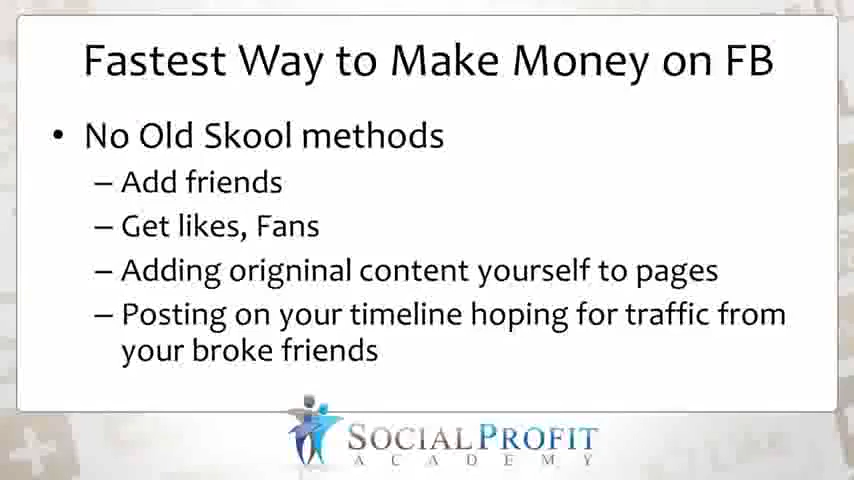 Fastest Way to Make Money on FB
• No Old Skool methods
– Add friends
– Get likes, Fans
– Adding origninal content yourself to pages
– Posting on your timeline hoping for traffic from
your broke friends
SOCIAL PROFIT
ACADEMY